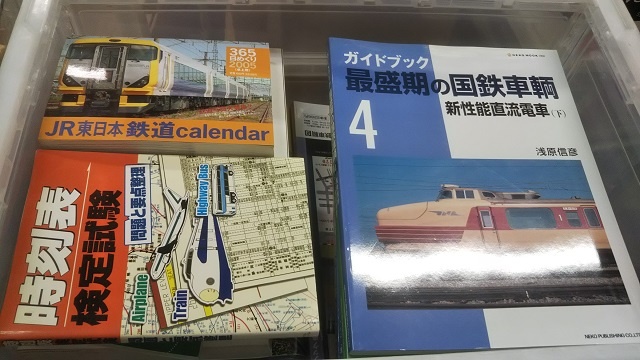 365
日めくり
2005
JR東日本 鉄道calendar
時刻表
検定試験
問題と要点整理
Airplane
Train
Highway Bus
ガイドブック
最盛期の国鉄車輌
新性能直流電車(下)
4
浅原信彦
NEKO PUBLISHING CO.,LTD